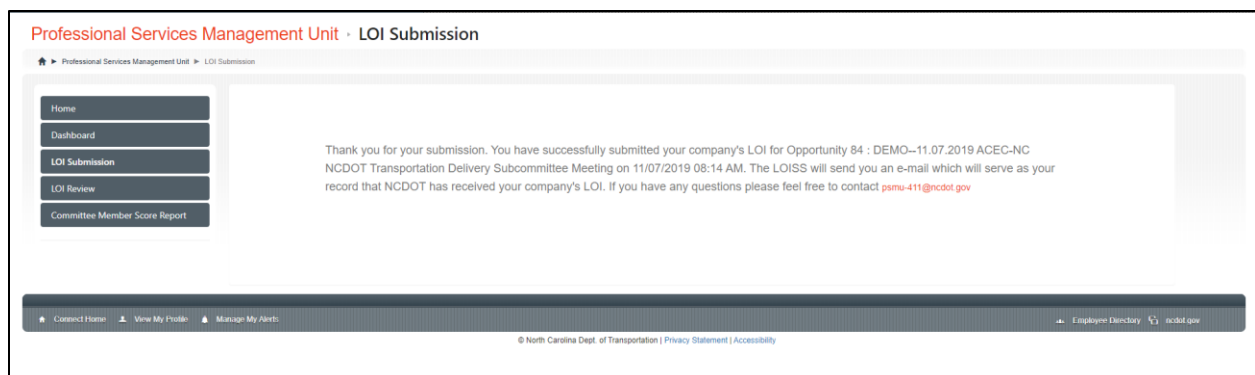 Professional Services Management Unit · LOI Submission
Professional Services Management Unit ► LOI Submission
Home
Dashboard
LOI Submission
LOI Review
Committee Member Score Report
Thank you for your submission. You have successfully submitted your company's LOI for Opportunity 84 : DEMO--11.07.2019 ACEC-NC
NCDOT Transportation Delivery Subcommittee Meeting on 11/07/2019 08:14 AM. The LOISS will send you an e-mail which will serve as your
record that NCDOT has received your company's LOI. If you have any questions please feel free to contact psmu-411@ncdot.gov
Connect Home View My Profile Manage My Alerts Employee Directory ncdot.gov
© North Carolina Dept. of Transportation | Privacy Statement | Accessibility